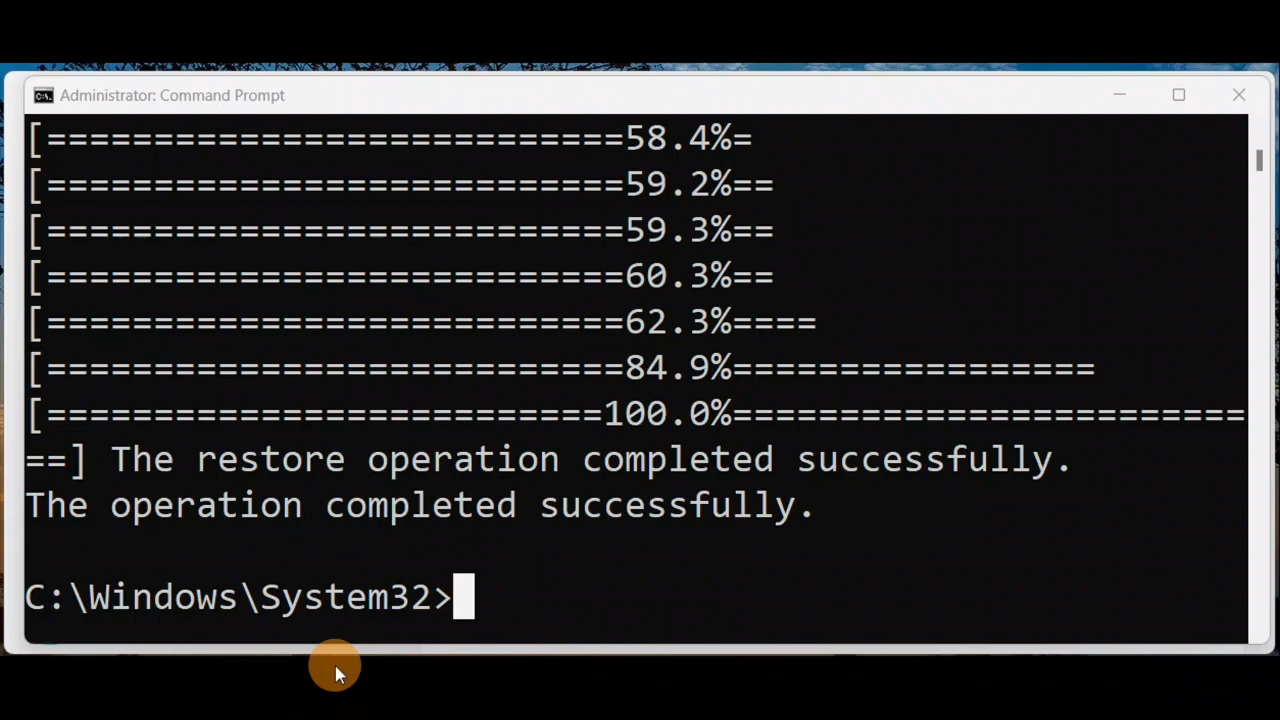 Administrator: Command Prompt
[===========================58.4%=
[===========================59.2%==
[===========================59.3%==
[===========================60.3%==
[===========================62.3%====
[===========================84.9%=================
[==========================100.0%========================
==] The restore operation completed successfully.
The operation completed successfully.
C:\Windows\System32>